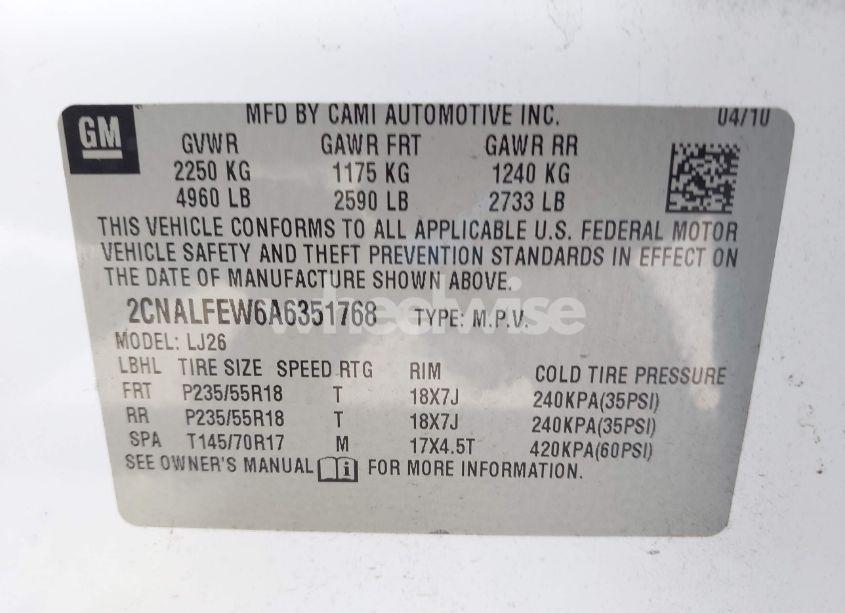 GM
MFD BY CAMI AUTOMOTIVE INC. 04/10
GVWR GAWR FRT GAWR RR
2250 KG 1175 KG 1240 KG
4960 LB 2590 LB 2733 LB
THIS VEHICLE CONFORMS TO ALL APPLICABLE U.S. FEDERAL MOTOR
VEHICLE SAFETY AND THEFT PREVENTION STANDARDS IN EFFECT ON
THE DATE OF MANUFACTURE SHOWN ABOVE.
2CNALFEW6A6351768 TYPE: M.P.V.
wheelwise
MODEL: LJ26
LBHL TIRE SIZE SPEED RTG RIM COLD TIRE PRESSURE
FRT P235/55R18 T 18X7J 240KPA(35PSI)
RR P235/55R18 T 18X7J 240KPA(35PSI)
SPA T145/70R17 M 17X4.5T 420KPA(60PSI)
SEE OWNER'S MANUAL i FOR MORE INFORMATION.